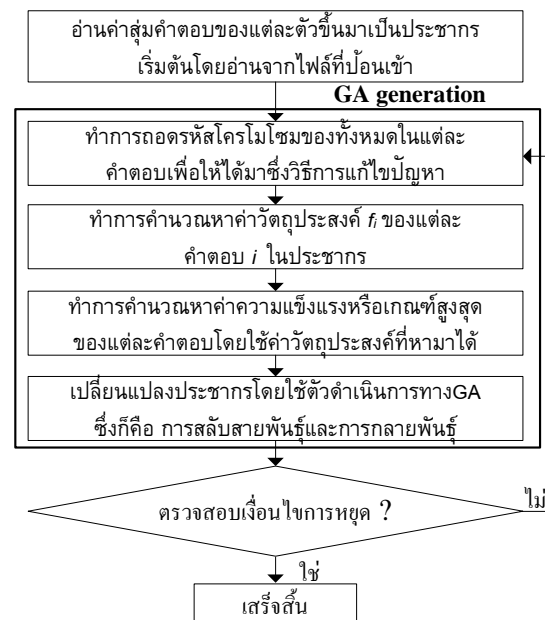 อ่านค่าสุ่มคำตอบของแต่ละตัวขึ้นมาเป็นประชากร
เริ่มต้นโดยอ่านจากไฟล์ที่ป้อนเข้า
GA generation
ทำการถอดรหัสโครโมโซมของทั้งหมดในแต่ละ
คำตอบเพื่อให้ได้มาซึ่งวิธีการแก้ไขปัญหา
ทำการคำนวณหาค่าวัตถุประสงค์ fi ของแต่ละ
คำตอบ i ในประชากร
ทำการคำนวณหาค่าความแข็งแรงหรือเกณฑ์สูงสุด
ของแต่ละคำตอบโดยใช้ค่าวัตถุประสงค์ที่หามาได้
เปลี่ยนแปลงประชากรโดยใช้ตัวดำเนินการทางGA
ซึ่งก็คือ การสลับสายพันธุ์และการกลายพันธุ์
ตรวจสอบเงื่อนไขการหยุด ?
ไม่
ใช่
เสร็จสิ้น